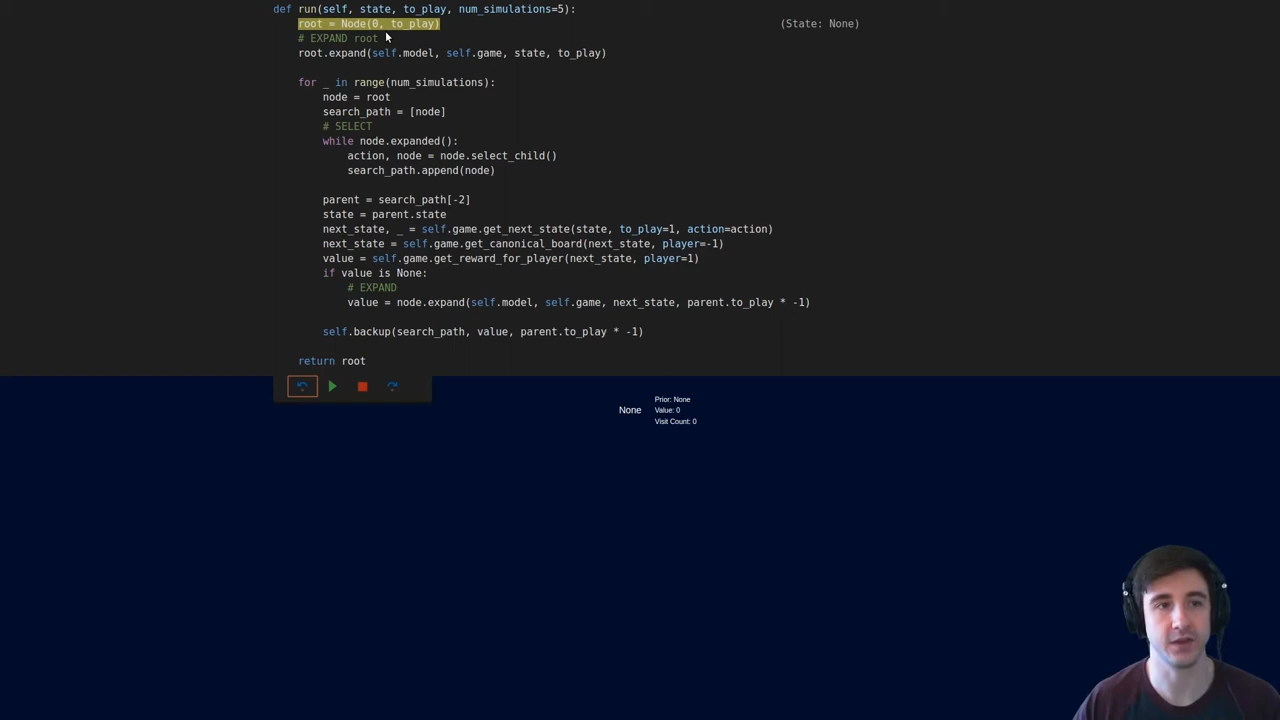 def run(self, state, to_play, num_simulations=5):
root = Node(0, to_play) (State: None)
# EXPAND root
root.expand(self.model, self.game, state, to_play)
for _ in range(num_simulations):
node = root
search_path = [node]
# SELECT
while node.expanded():
action, node = node.select_child()
search_path.append(node)
parent = search_path[-2]
state = parent.state
next_state, _ = self.game.get_next_state(state, to_play=1, action=action)
next_state = self.game.get_canonical_board(next_state, player=-1)
value = self.game.get_reward_for_player(next_state, player=1)
if value is None:
# EXPAND
value = node.expand(self.model, self.game, next_state, parent.to_play * -1)
self.backup(search_path, value, parent.to_play * -1)
return root
None
Prior: None
Value: 0
Visit Count: 0